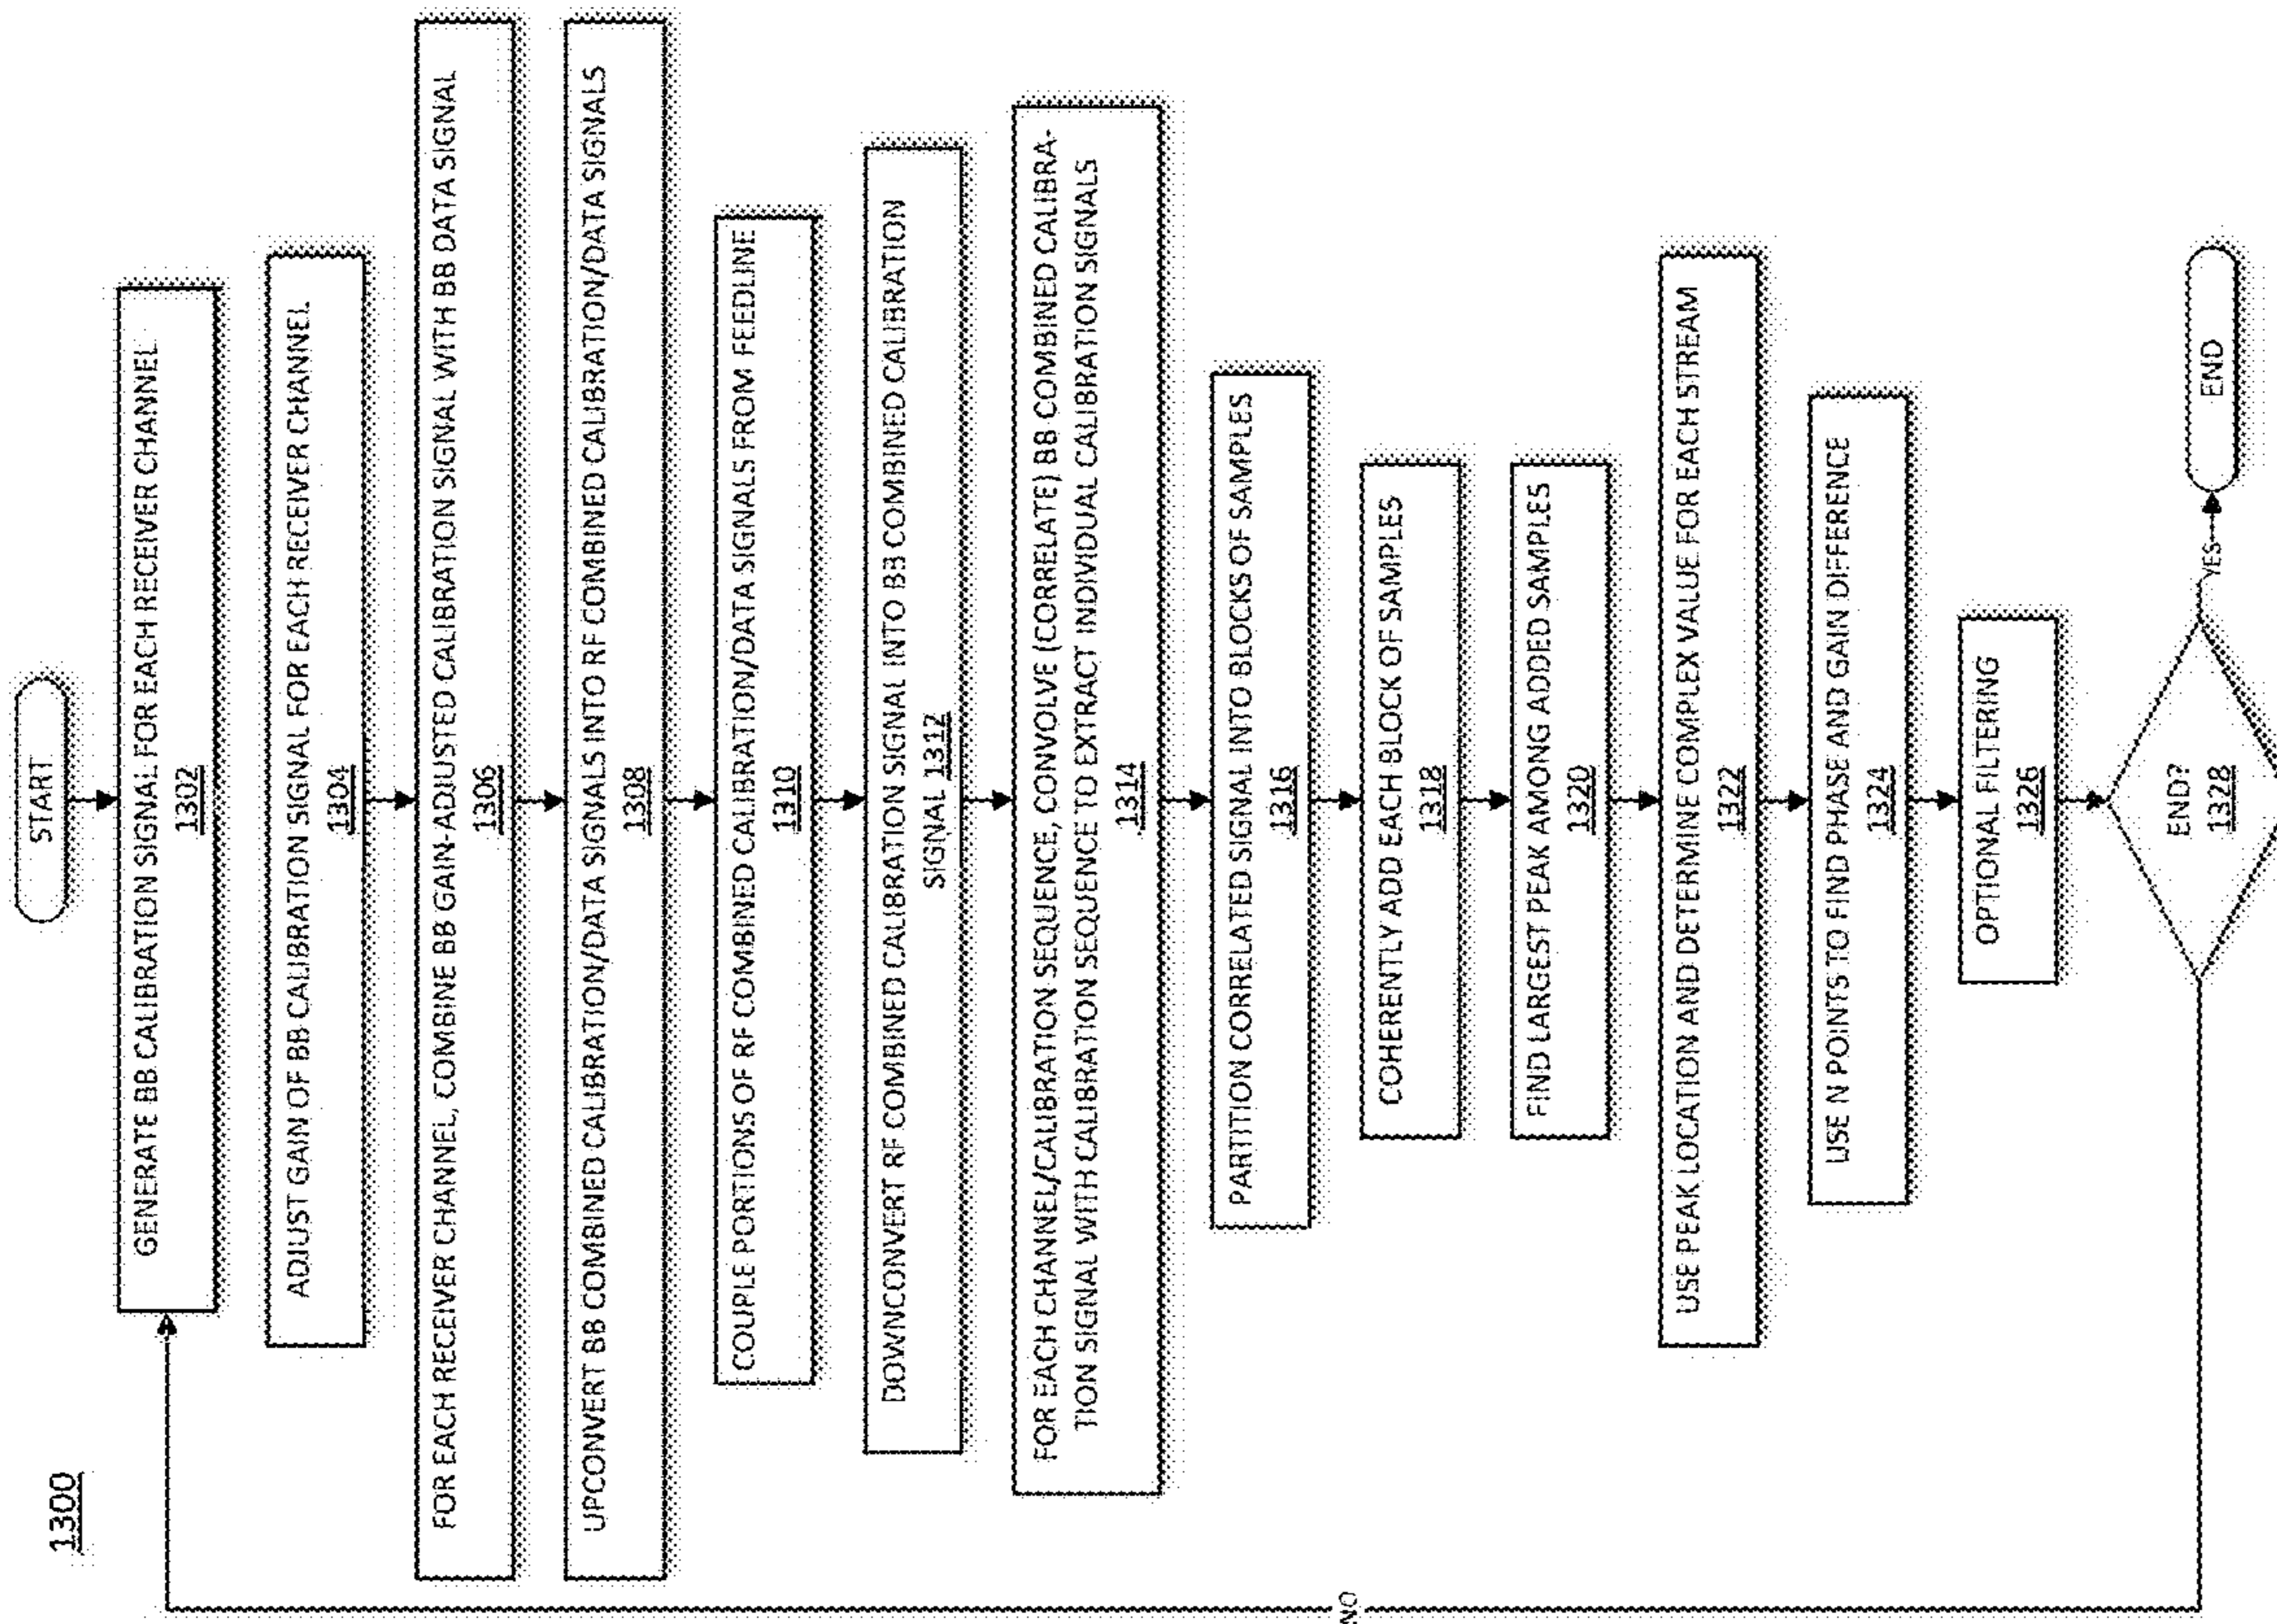 1300
START
GENERATE BB CALIBRATION SIGNAL FOR EACH RECEIVER CHANNEL
1302
ADJUST GAIN OF BB CALIBRATION SIGNAL FOR EACH RECEIVER CHANNEL
1304
FOR EACH RECEIVER CHANNEL, COMBINE BB GAIN-ADJUSTED CALIBRATION SIGNAL WITH BB DATA SIGNAL
1306
UPCONVERT BB COMBINED CALIBRATION/DATA SIGNALS INTO RF COMBINED CALIBRATION/DATA SIGNALS
1308
COUPLE PORTIONS OF RF COMBINED CALIBRATION/DATA SIGNALS FROM FEEDLINE
1310
DOWNCONVERT RF COMBINED CALIBRATION SIGNAL INTO BB COMBINED CALIBRATION
SIGNAL 1312
FOR EACH CHANNEL/CALIBRATION SEQUENCE, CONVOLVE (CORRELATE) BB COMBINED CALIBRA-
TION SIGNAL WITH CALIBRATION SEQUENCE TO EXTRACT INDIVIDUAL CALIBRATION SIGNALS
1314
PARTITION CORRELATED SIGNAL INTO BLOCKS OF SAMPLES
1316
COHERENTLY ADD EACH BLOCK OF SAMPLES
1318
FIND LARGEST PEAK AMONG ADDED SAMPLES
1320
USE PEAK LOCATION AND DETERMINE COMPLEX VALUE FOR EACH STREAM
1322
USE N POINTS TO FIND PHASE AND GAIN DIFFERENCE
1324
OPTIONAL FILTERING
1326
END?
1328
YES
END
NO